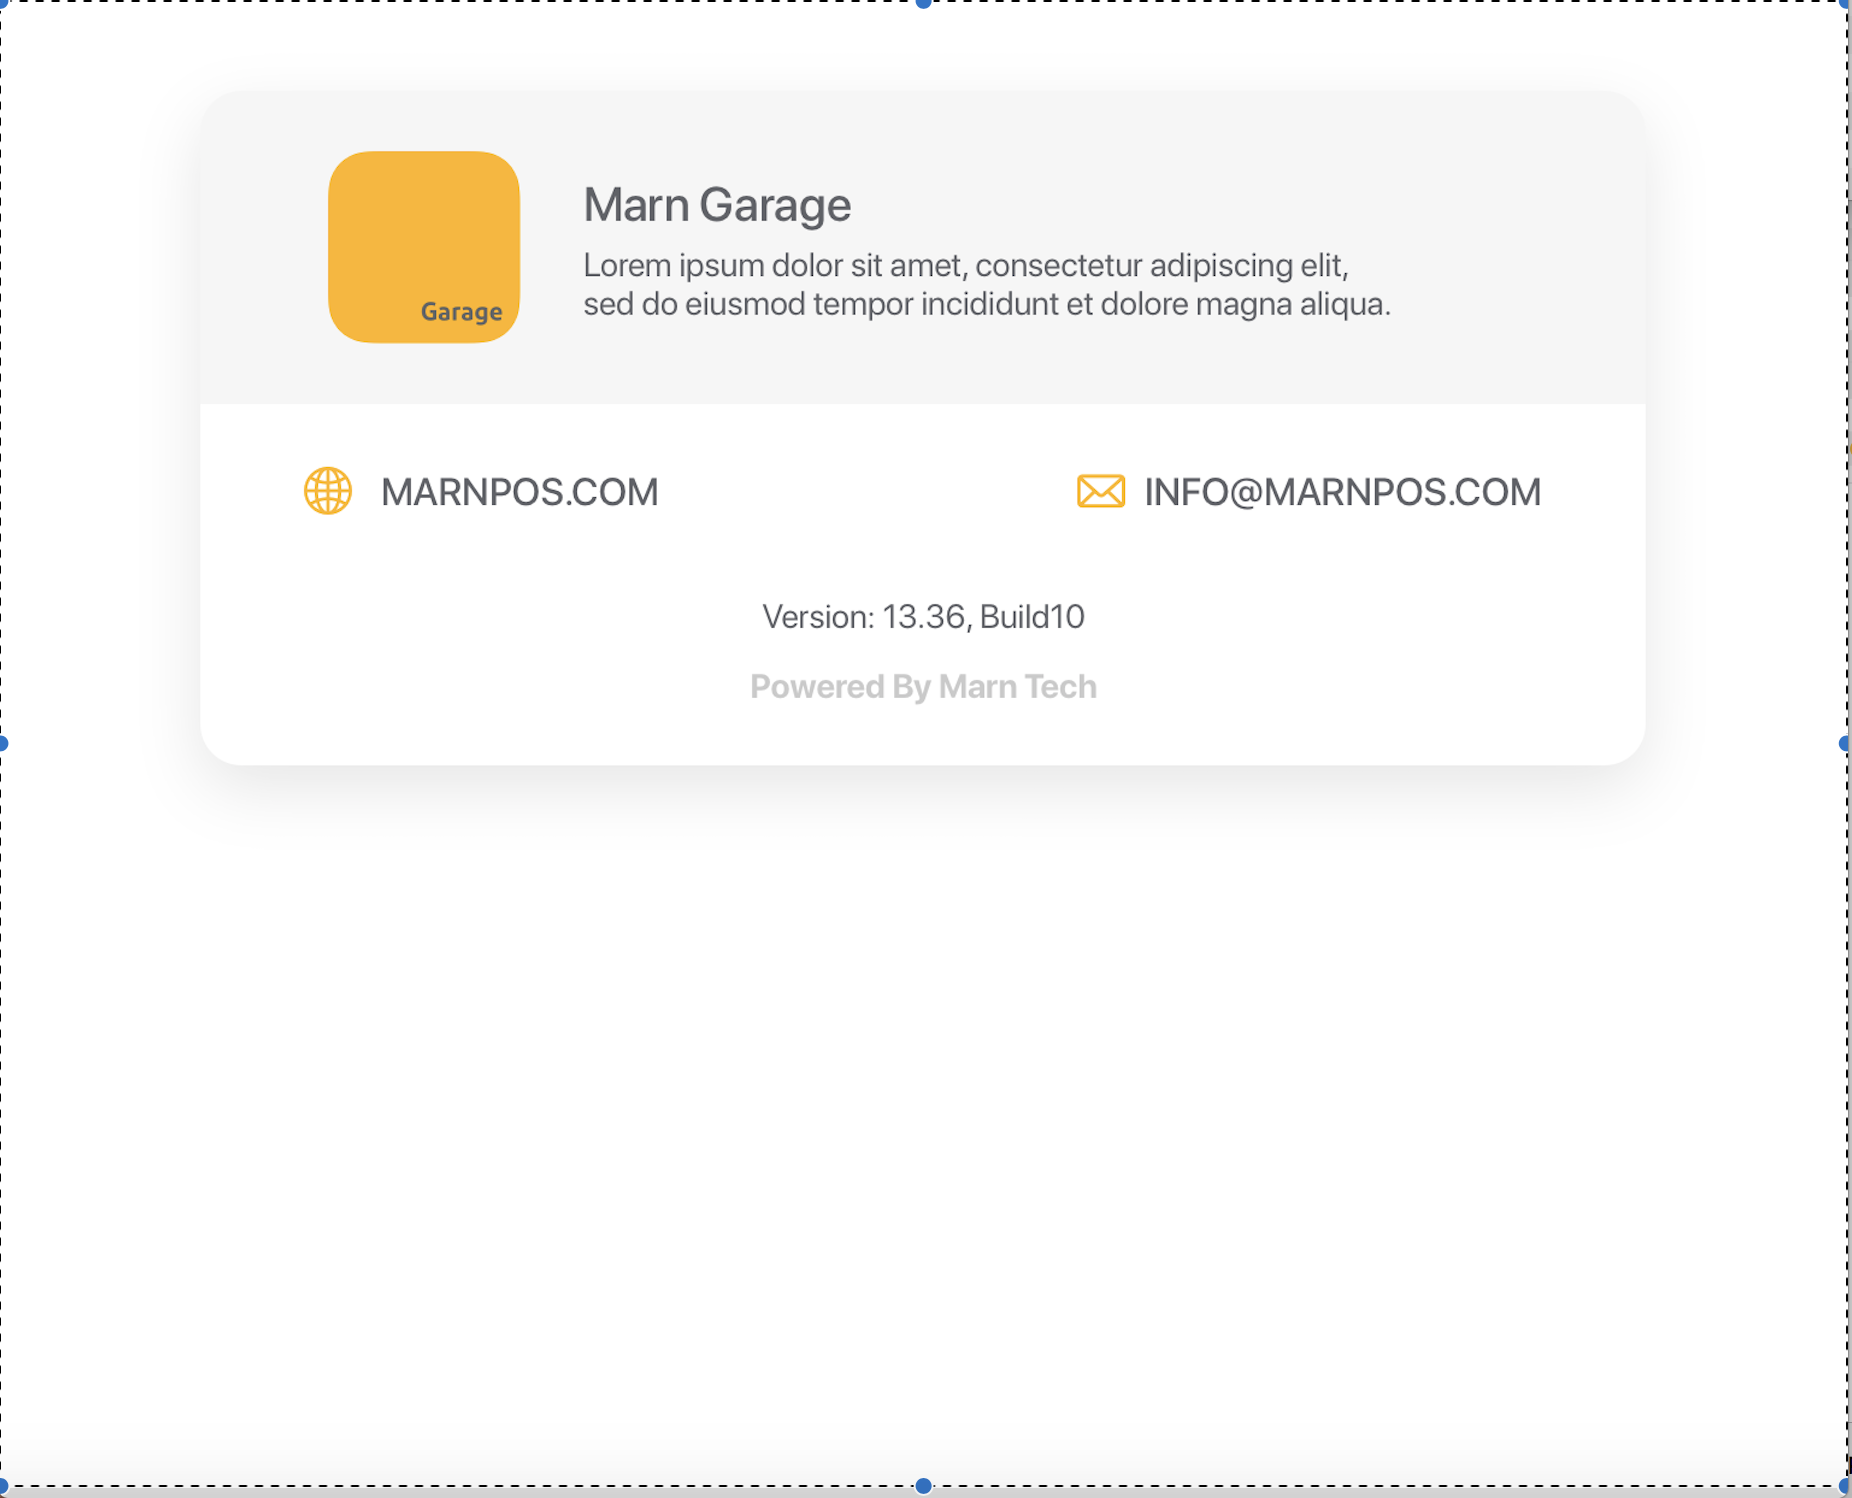 Garage
Marn Garage
Lorem ipsum dolor sit amet, consectetur adipiscing elit,
sed do eiusmod tempor incididunt et dolore magna aliqua.
MARNPOS.COM
INFO@MARNPOS.COM
Version: 13.36, Build10
Powered By Marn Tech